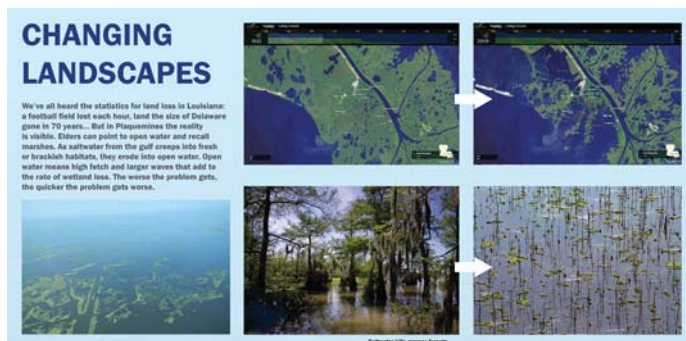 CHANGING
LANDSCAPES
We've all heard the statistics for land loss in Louisiana:
a football field lost each hour, land the size of Delaware
gone in 70 years... But in Plaquemines the reality
is visible. Elders can point to open water and recall
marshes. As saltwater from the gulf creeps into fresh
or brackish habitats, they erode into open water. Open
water means high fetch and larger waves that add to
the rate of wetland loss. The worse the problem gets,
the quicker the problem gets worse.